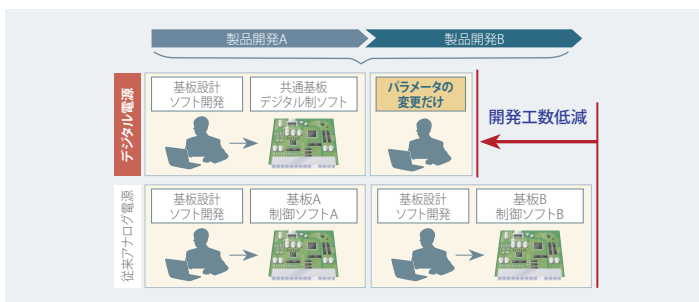 製品開発A
製品開発B
デジタル電源
基板設計
ソフト開発
共通基板
デジタル制ソフト
パラメータの
変更だけ
開発工数低減
従来アナログ電源
基板設計
ソフト開発
基板A
制御ソフトA
基板設計
ソフト開発
基板B
制御ソフトB